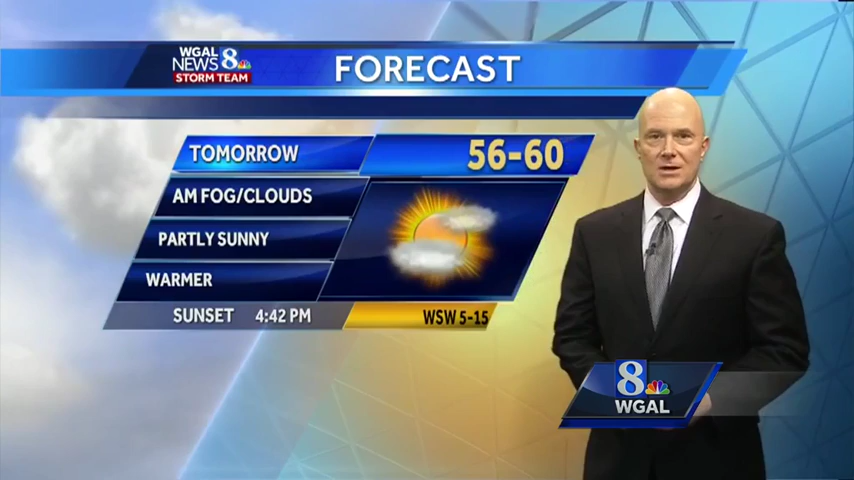 WGAL
NEWS 8
STORM TEAM
FORECAST
TOMORROW
56-60
AM FOG/CLOUDS
PARTLY SUNNY
WARMER
SUNSET 4:42 PM
WSW 5-15
8
WGAL